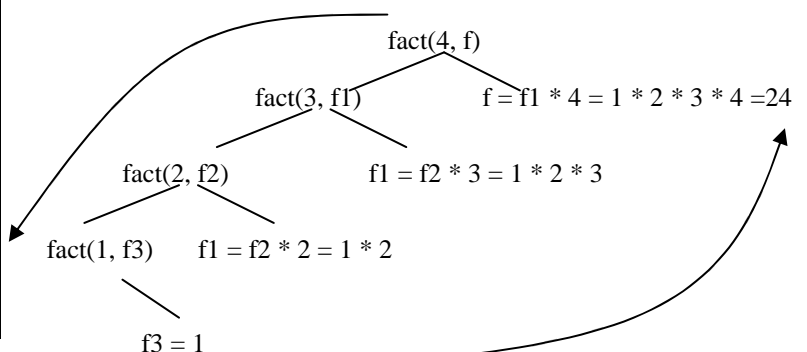 fact(4, f)
fact(3, f1)
f = f1 * 4 = 1 * 2 * 3 * 4 =24
fact(2, f2)
f1 = f2 * 3 = 1 * 2 * 3
fact(1, f3)
f1 = f2 * 2 = 1 * 2
f3 = 1